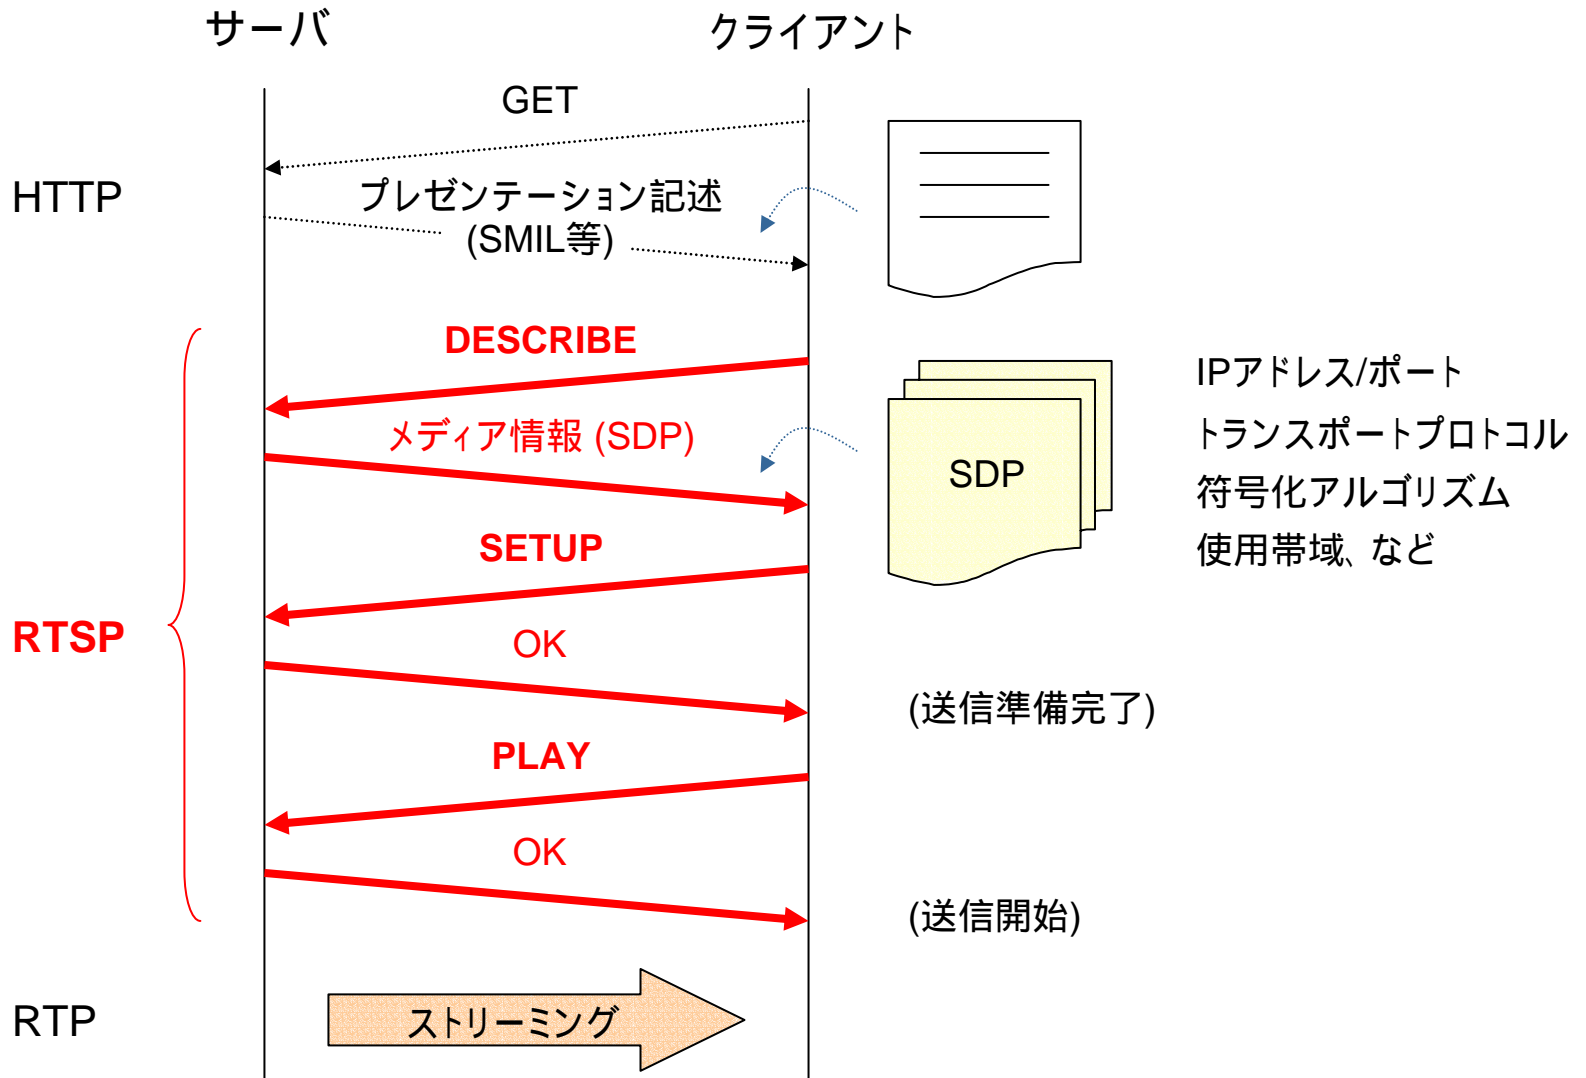 サーバ
クライアント
GET
HTTP
プレゼンテーション記述
(SMIL等)
DESCRIBE
メディア情報 (SDP)
SDP
IPアドレス/ポート
トランスポートプロトコル
符号化アルゴリズム
使用帯域、など
SETUP
RTSP
OK
(送信準備完了)
PLAY
OK
(送信開始)
RTP
ストリーミング